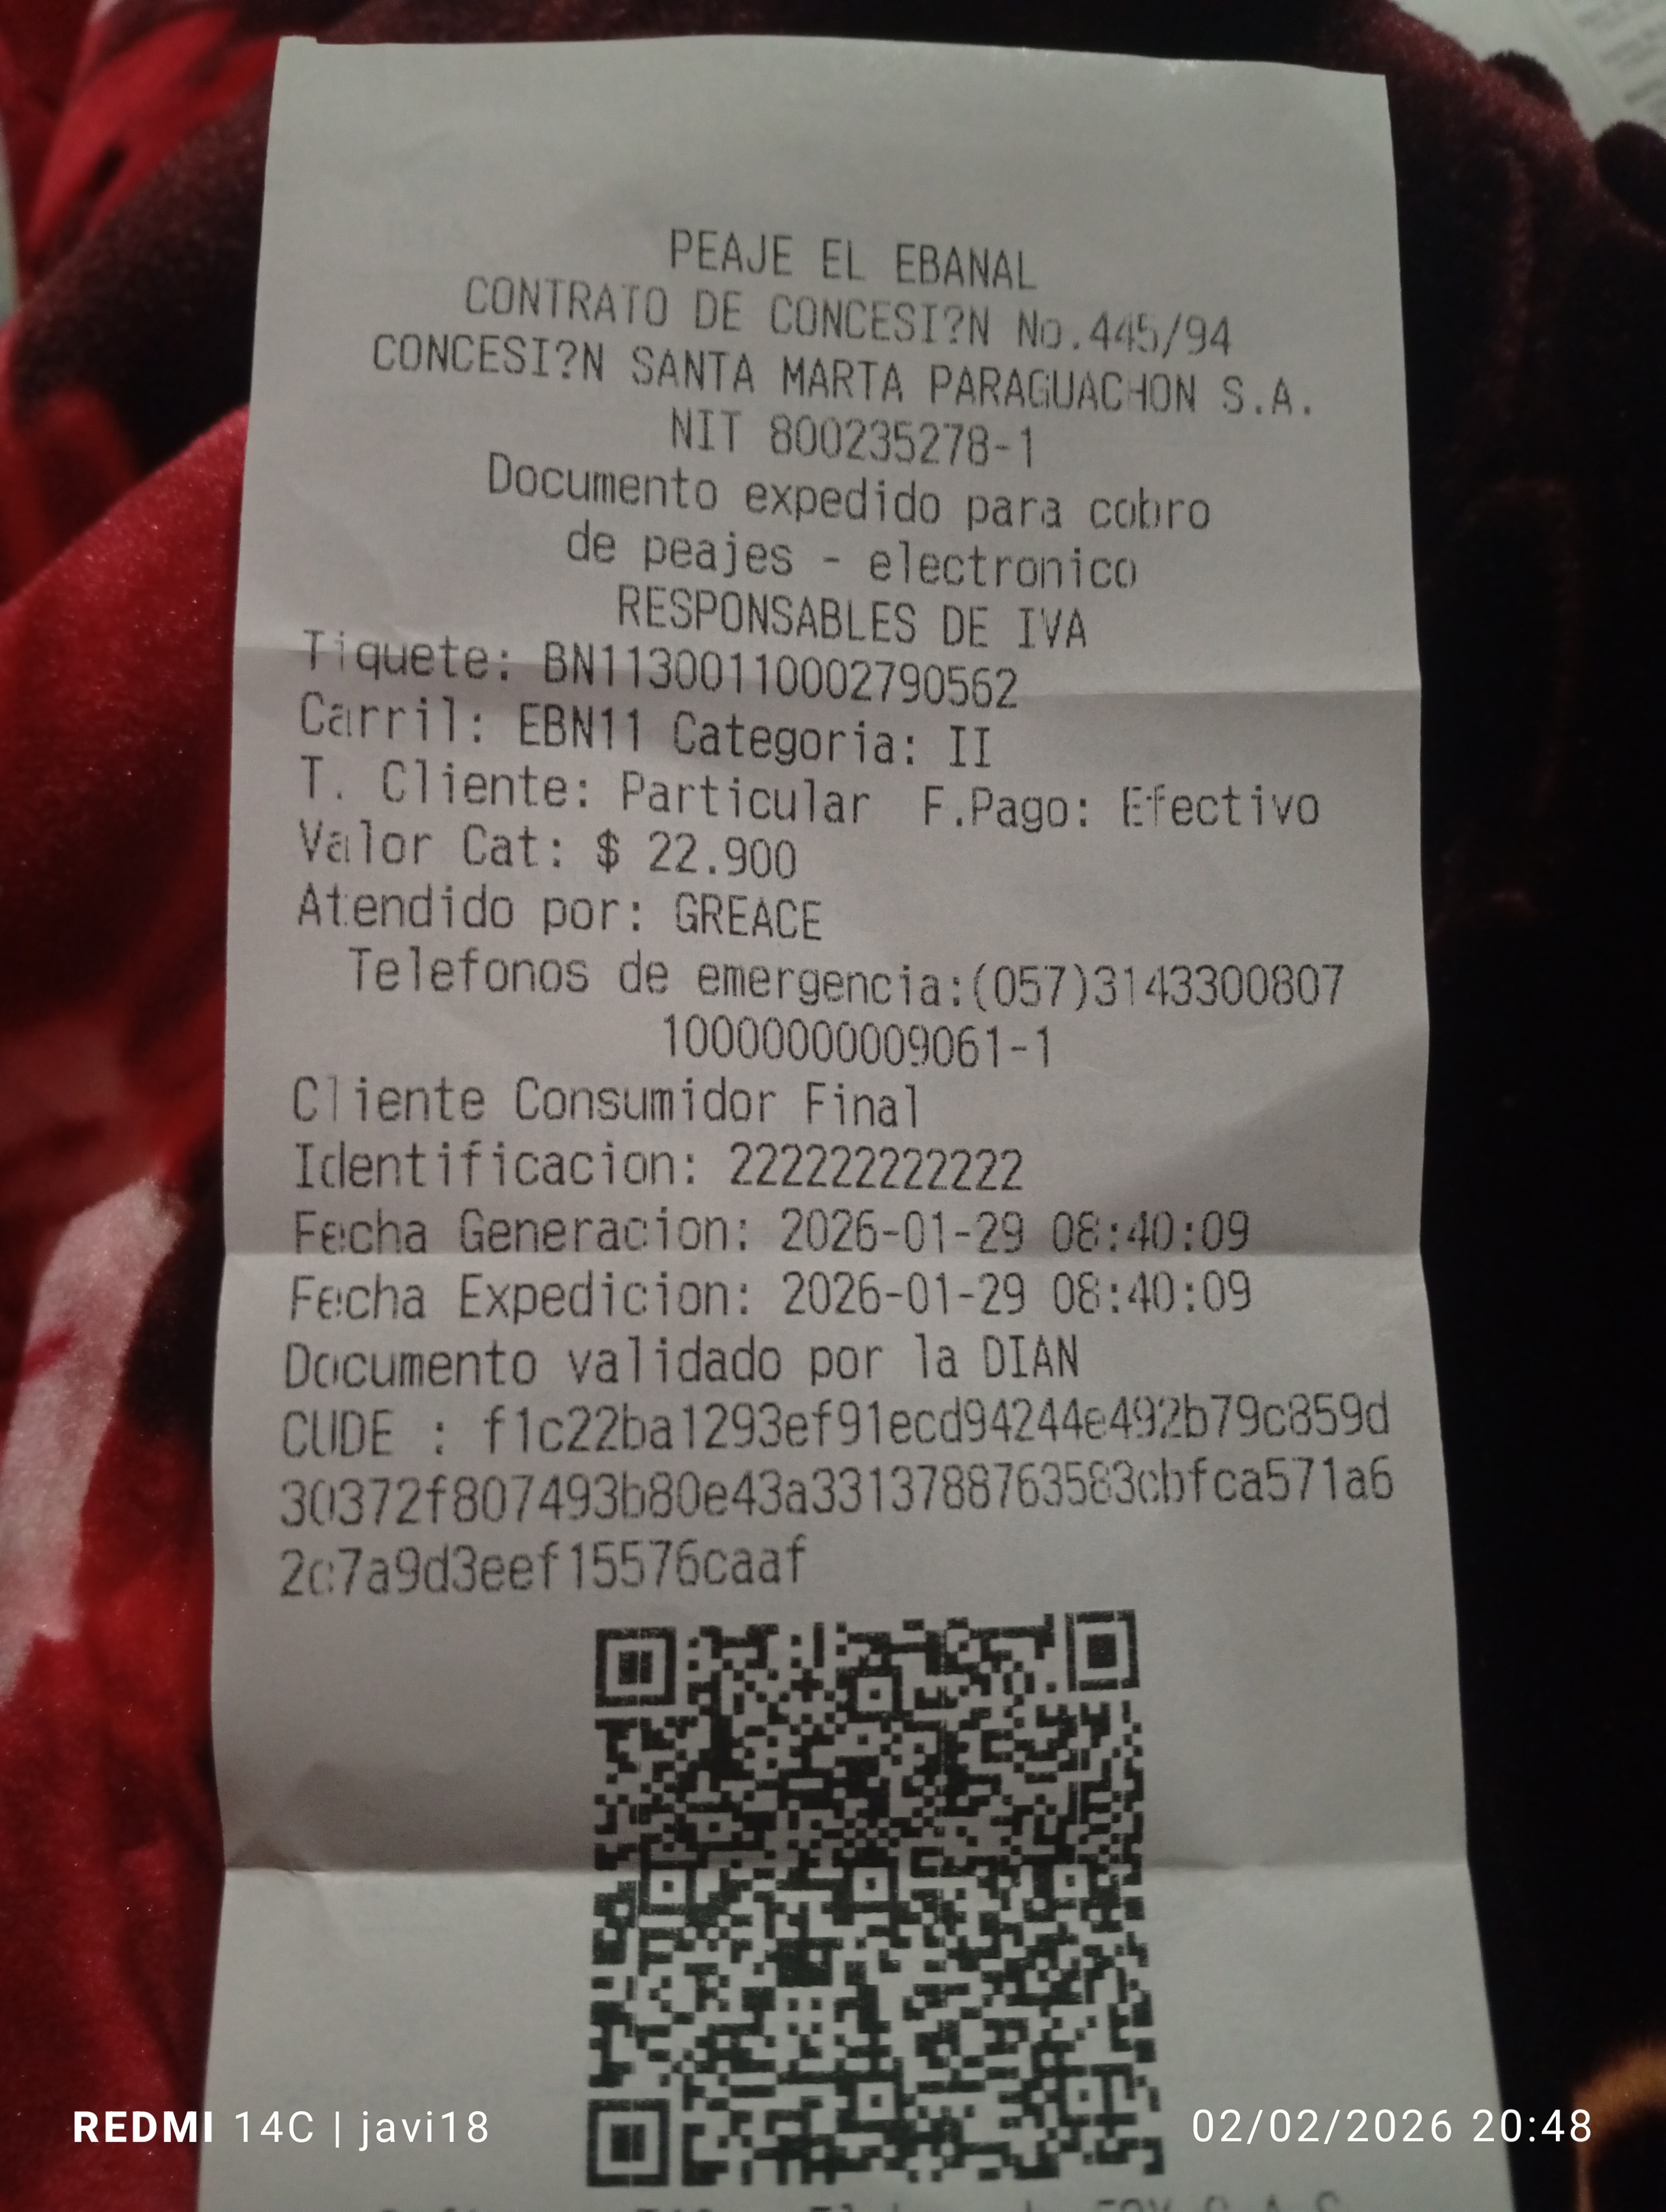 PEAJE EL EBANAL
CONTRATO DE CONCESI?N No.445/94
CONCESI?N SANTA MARTA PARAGUACHON S.A.
NIT 800235278-1
Documento expedido para cobro
de peajes - electronico
RESPONSABLES DE IVA
Tiquete: BN11300110002790562
Carril: EBN11 Categoria: II
T. Cliente: Particular F.Pago: Efectivo
Valor Cat: $ 22.900
Atendido por: GREACE
Telefonos de emergencia:(057)3143300807
10000000009061-1
Cliente Consumidor Final
Identificacion: 222222222222
Fecha Generacion: 2026-01-29 08:40:09
Fecha Expedicion: 2026-01-29 08:40:09
Documento validado por la DIAN
CUDE : f1c22ba1293ef91ecd94244e492b79c859d
30372f807493b80e43a3313788763583cbfca571a6
2c7a9d3eef15576caaf
REDMI 14C | javi18
02/02/2026 20:48